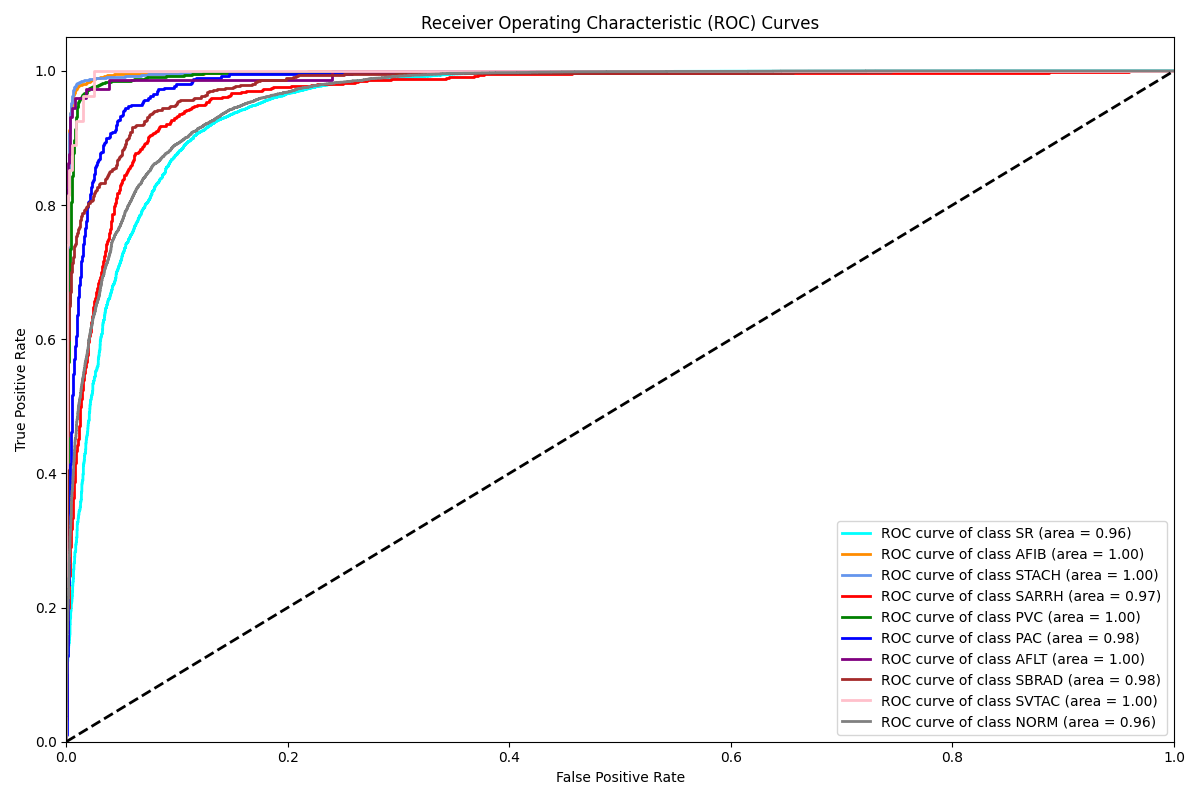 Receiver Operating Characteristic (ROC) Curves
True Positive Rate
1.0
0.8
0.6
0.4
0.2
0.0
ROC curve of class SR (area = 0.96)
ROC curve of class AFIB (area = 1.00)
ROC curve of class STACH (area = 1.00)
ROC curve of class SARRH (area = 0.97)
ROC curve of class PVC (area = 1.00)
ROC curve of class PAC (area = 0.98)
ROC curve of class AFLT (area = 1.00)
ROC curve of class SBRAD (area = 0.98)
ROC curve of class SVTAC (area = 1.00)
ROC curve of class NORM (area = 0.96)
0.0 0.2 0.4 0.6 0.8 1.0
False Positive Rate